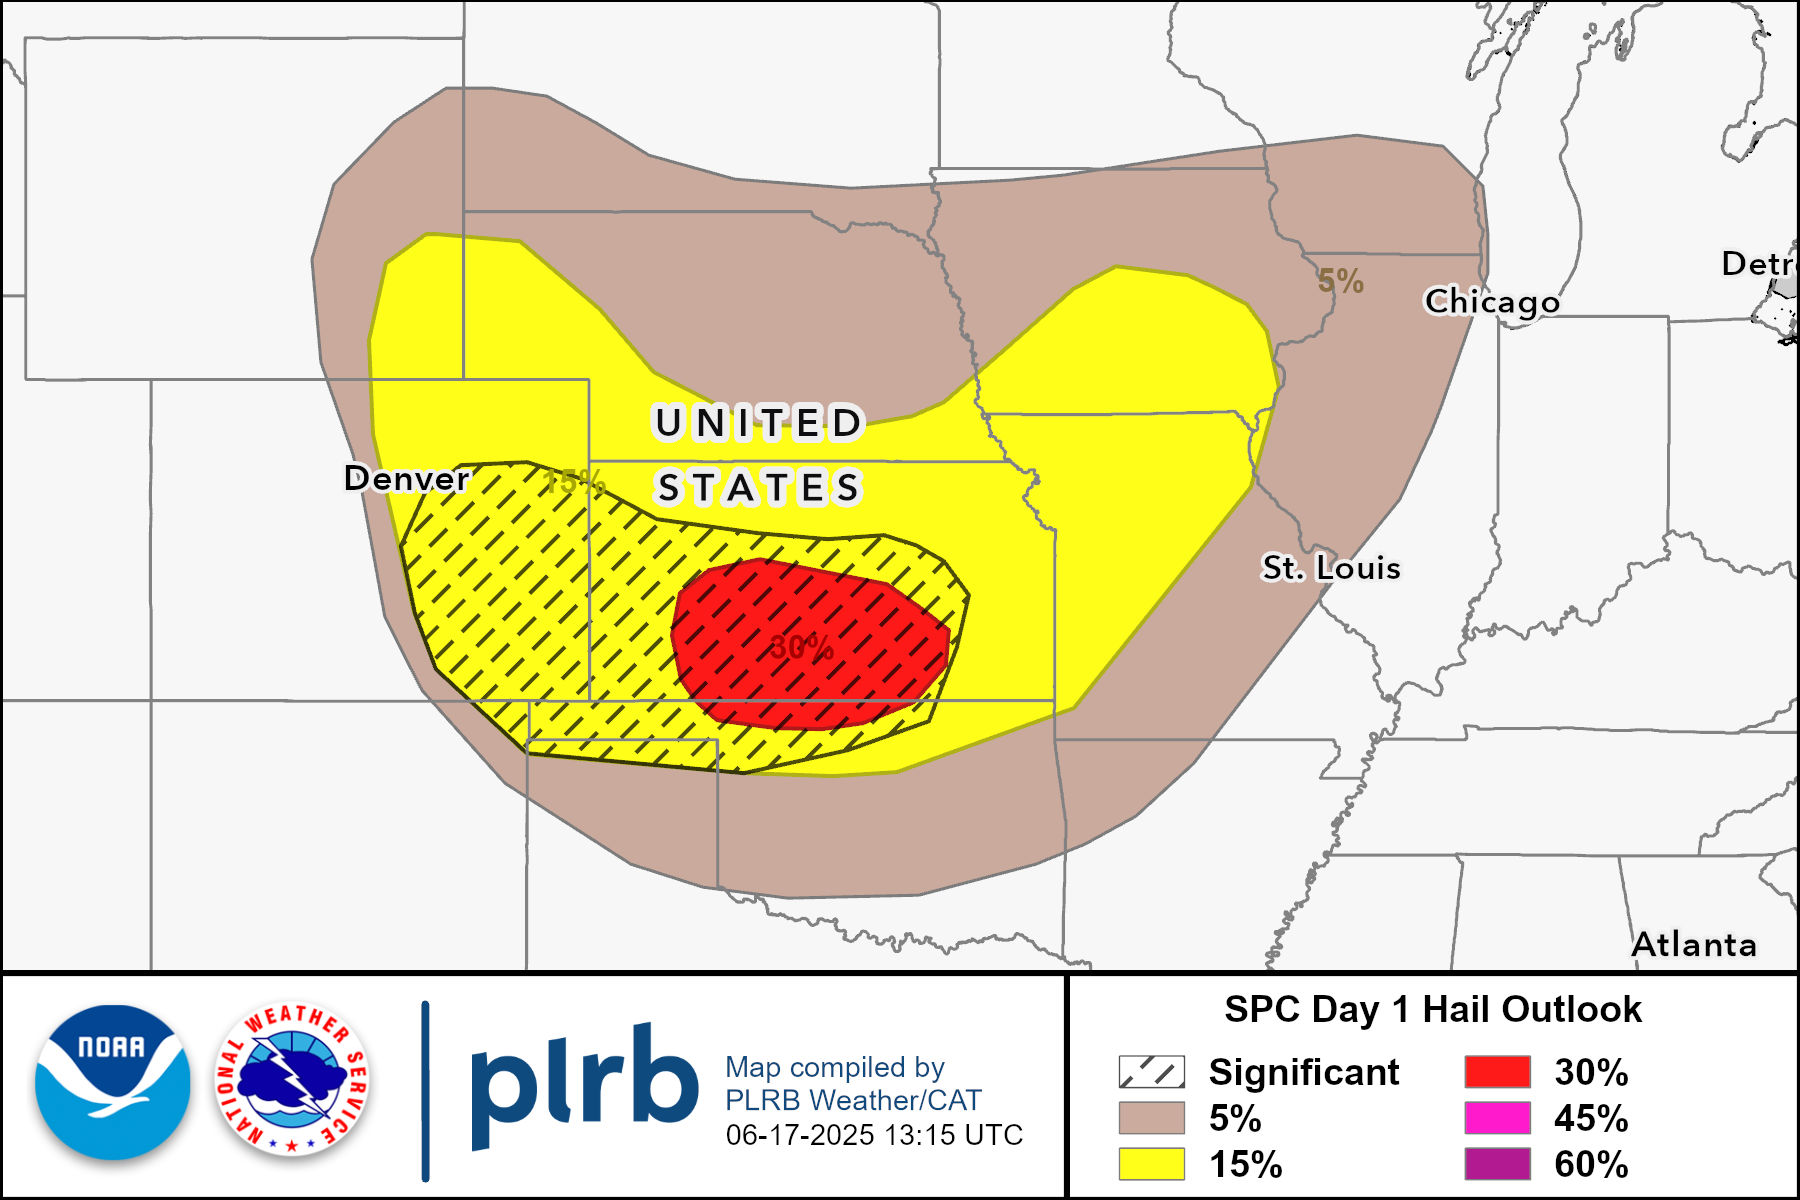 5%
Detr
Chicago
UNITED
STATES
Denver
15%
St. Louis
30%
Atlanta
NOAA
NATIONAL WEATHER SERVICE
plrb
Map compiled by
PLRB Weather/CAT
06-17-2025 13:15 UTC
SPC Day 1 Hail Outlook
Significant
5%
15%
30%
45%
60%